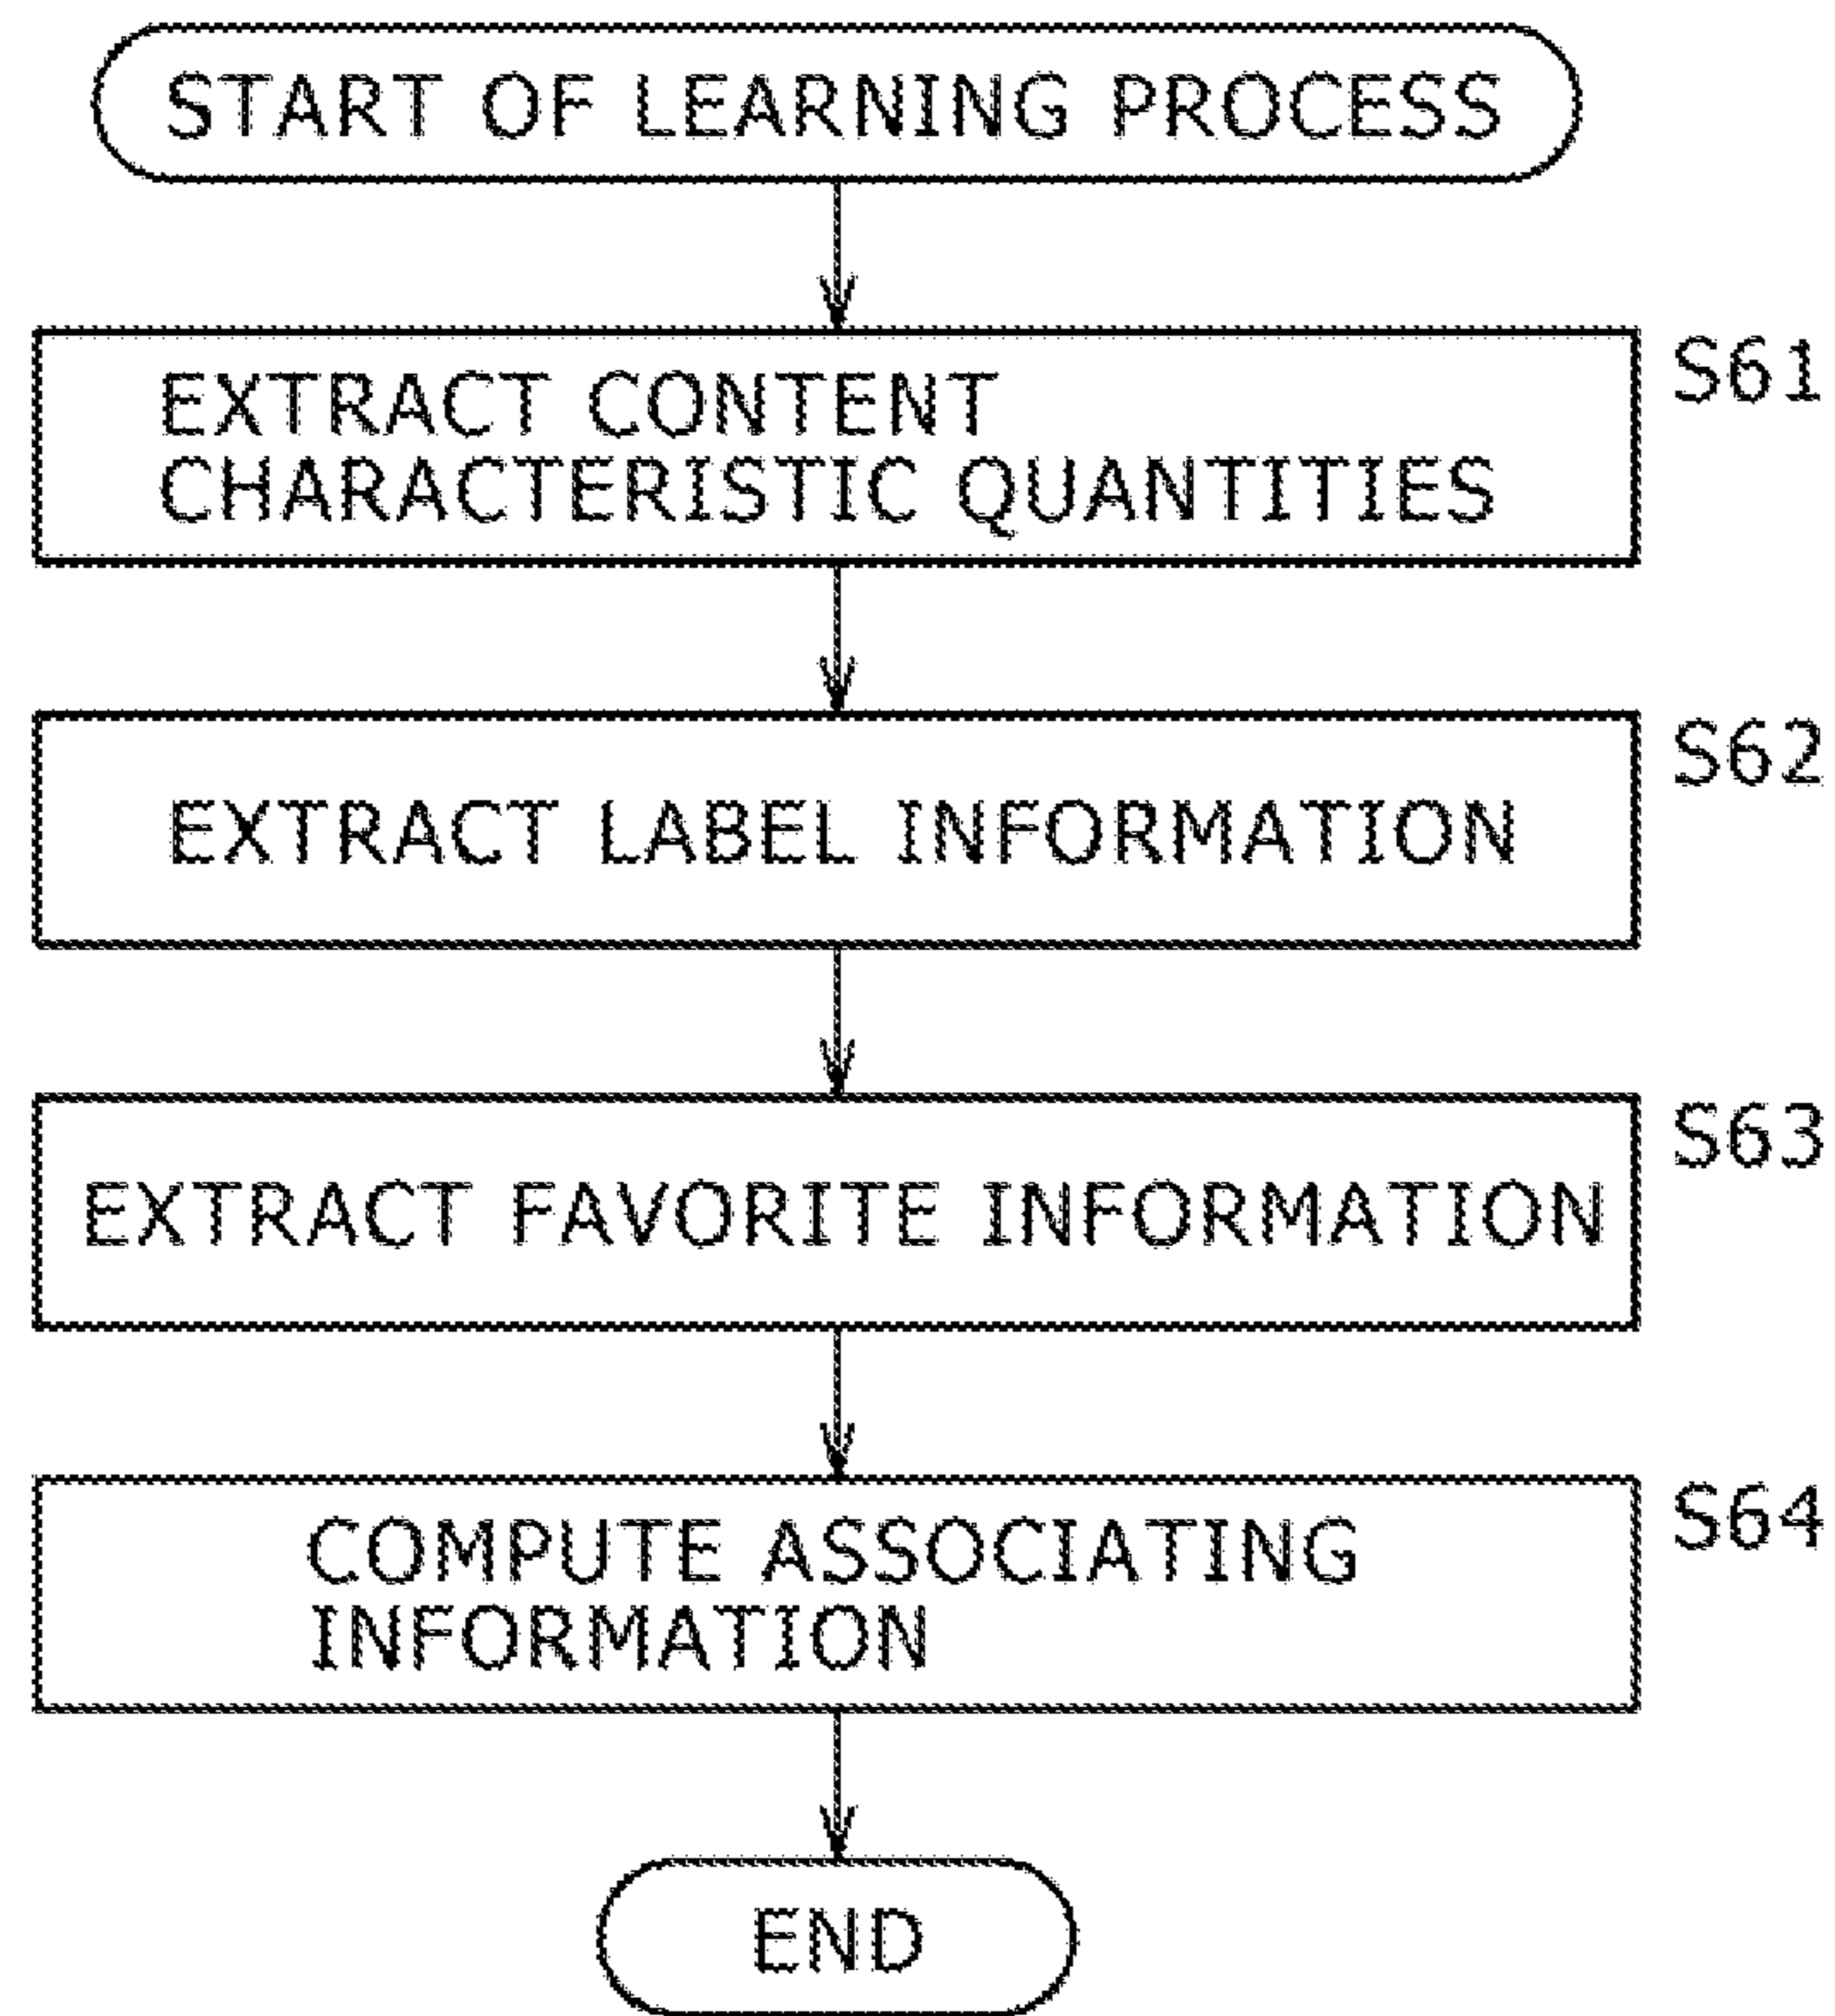 START OF LEARNING PROCESS
S61
EXTRACT CONTENT
CHARACTERISTIC QUANTITIES
S62
EXTRACT LABEL INFORMATION
S63
EXTRACT FAVORITE INFORMATION
S64
COMPUTE ASSOCIATING
INFORMATION
END